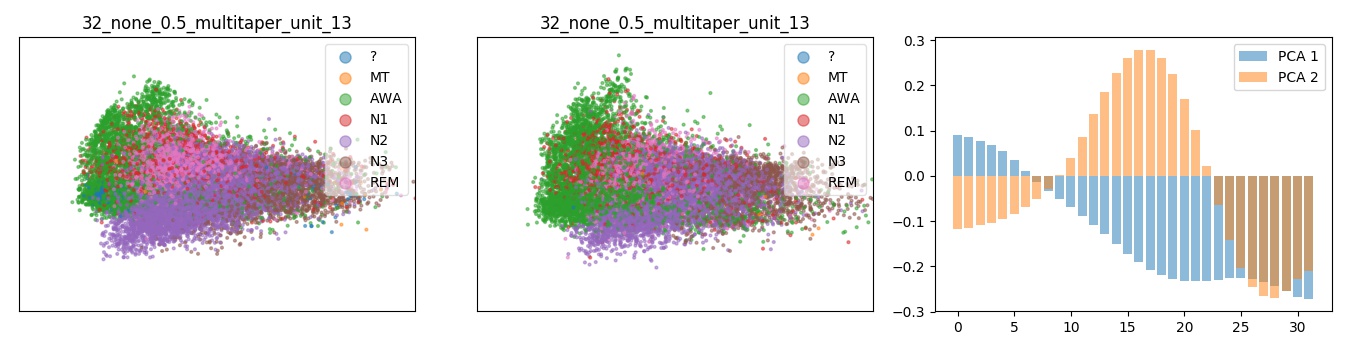 32_none_0.5_multitaper_unit_13
?
MT
AWA
N1
N2
N3
REM
32_none_0.5_multitaper_unit_13
?
MT
AWA
N1
N2
N3
REM
PCA 1
PCA 2
0.3
0.2
0.1
0.0
−0.1
−0.2
−0.3
0 5 10 15 20 25 30